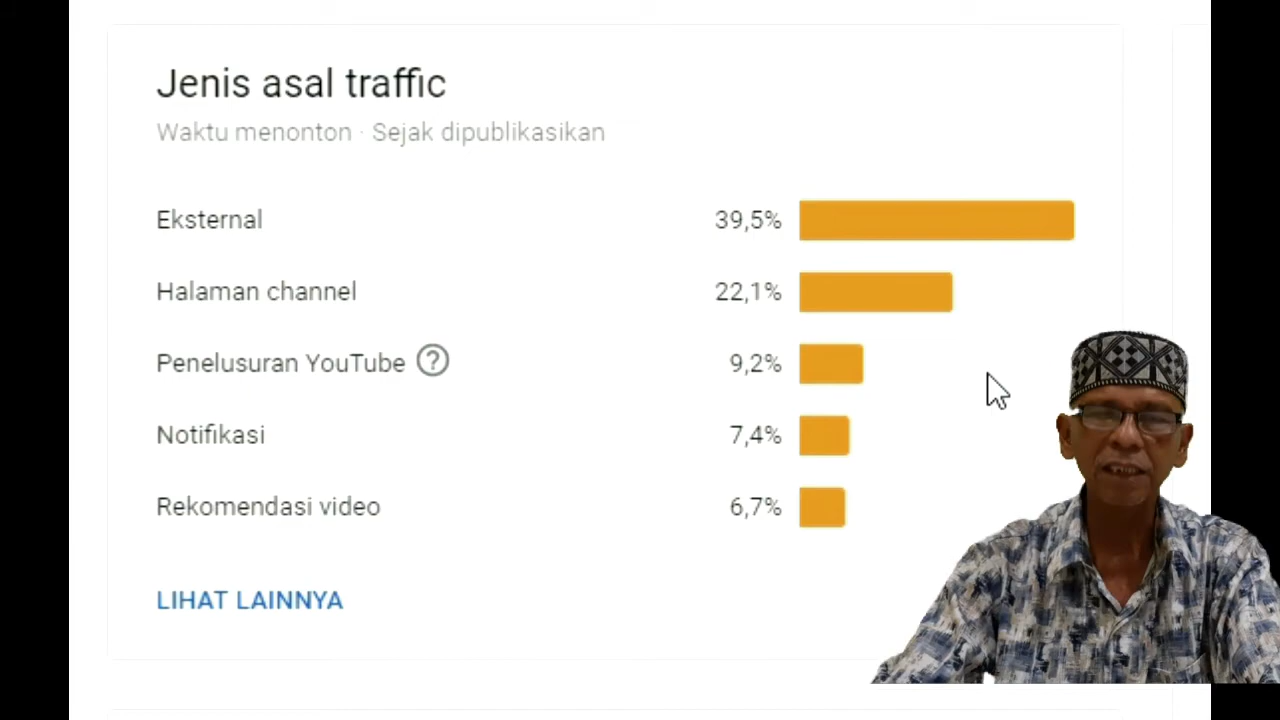 Jenis asal traffic
Waktu menonton · Sejak dipublikasikan
Eksternal 39,5%
Halaman channel 22,1%
Penelusuran YouTube ? 9,2%
Notifikasi 7,4%
Rekomendasi video 6,7%
LIHAT LAINNYA